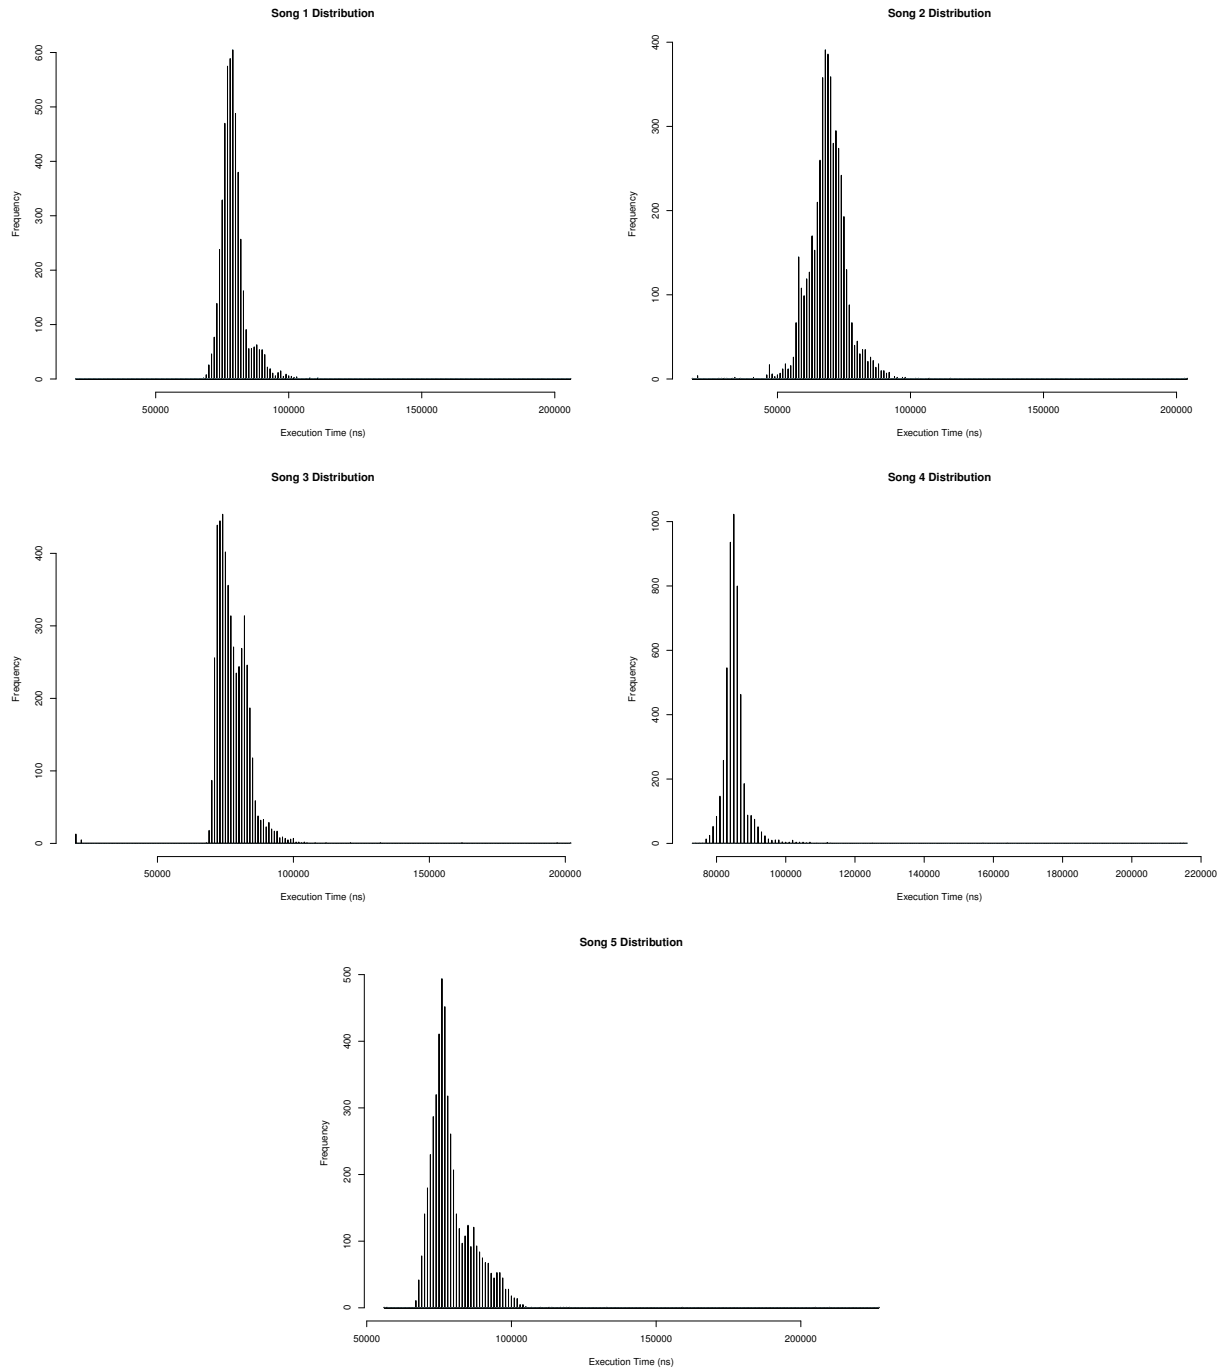 Song 1 Distribution
Frequency
0 100 200 300 400 500 600
50000 100000 150000 200000
Execution Time (ns)
Song 2 Distribution
Frequency
0 100 200 300 400
50000 100000 150000 200000
Execution Time (ns)
Song 3 Distribution
Frequency
0 100 200 300 400
50000 100000 150000 200000
Execution Time (ns)
Song 4 Distribution
Frequency
0 200 400 600 800 1000
80000 100000 120000 140000 160000 180000 200000 220000
Execution Time (ns)
Song 5 Distribution
Frequency
0 100 200 300 400 500
50000 100000 150000 200000
Execution Time (ns)